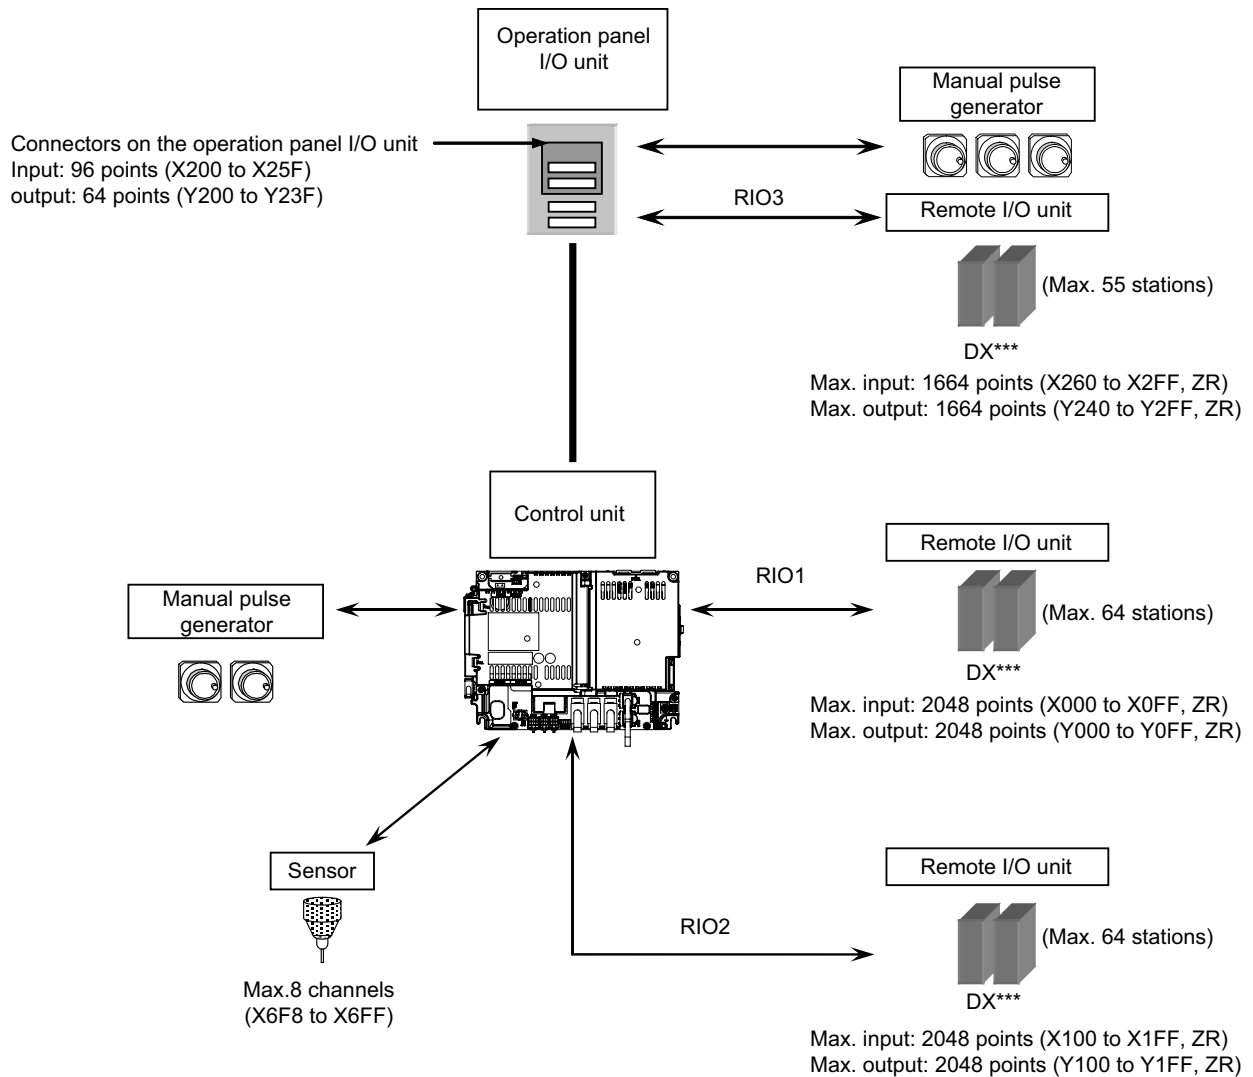 Operation panel
I/O unit
Manual pulse
generator
Connectors on the operation panel I/O unit
Input: 96 points (X200 to X25F)
output: 64 points (Y200 to Y23F)
RIO3
Remote I/O unit
(Max. 55 stations)
DX***
Max. input: 1664 points (X260 to X2FF, ZR)
Max. output: 1664 points (Y240 to Y2FF, ZR)
Control unit
Remote I/O unit
RIO1
Manual pulse
generator
(Max. 64 stations)
DX***
Max. input: 2048 points (X000 to X0FF, ZR)
Max. output: 2048 points (Y000 to Y0FF, ZR)
Sensor
Remote I/O unit
RIO2
(Max. 64 stations)
Max.8 channels
(X6F8 to X6FF)
DX***
Max. input: 2048 points (X100 to X1FF, ZR)
Max. output: 2048 points (Y100 to Y1FF, ZR)